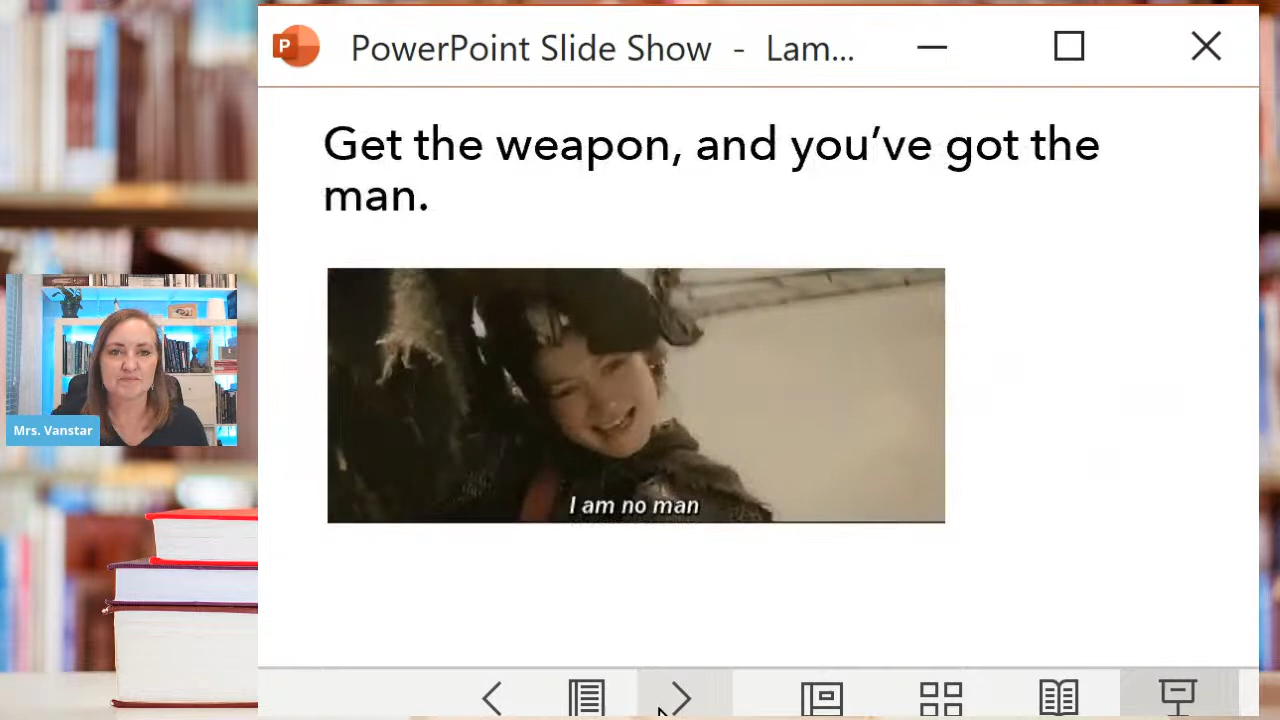 PowerPoint Slide Show - Lam...
Get the weapon, and you've got the
man.
I am no man
Mrs. Vanstar